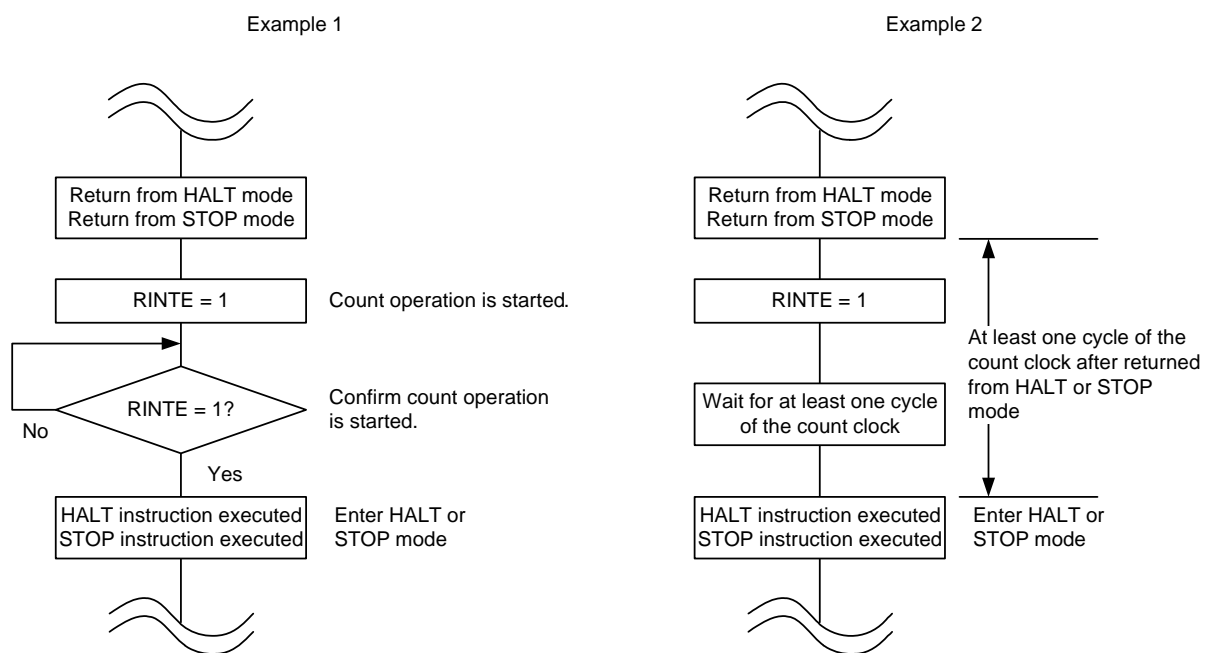 Example 1
Return from HALT mode
Return from STOP mode
RINTE = 1
Count operation is started.
RINTE = 1?
Confirm count operation
is started.
No
Yes
HALT instruction executed
STOP instruction executed
Enter HALT or
STOP mode
Example 2
Return from HALT mode
Return from STOP mode
RINTE = 1
At least one cycle of the
count clock after returned
from HALT or STOP
mode
Wait for at least one cycle
of the count clock
HALT instruction executed
STOP instruction executed
Enter HALT or
STOP mode